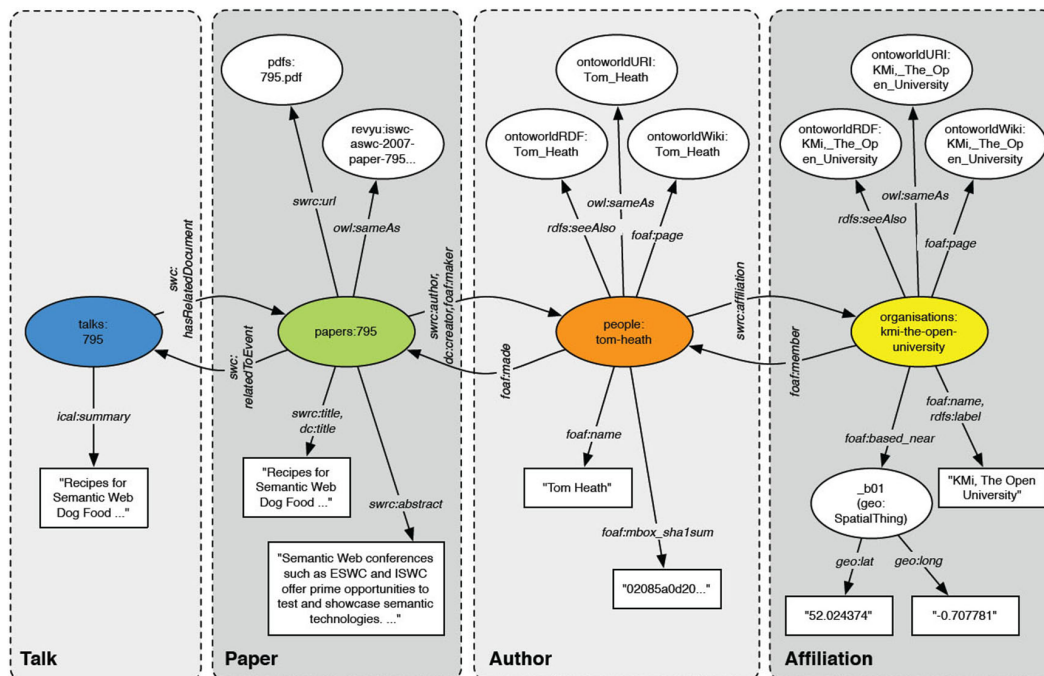 pdfs:
795.pdf
revyu:iswc-
aswc-2007-
paper-795...
swrc:url
owl:sameAs
swc:
hasRelatedDocument
talks:
795
papers:795
swc:
relatedToEvent
ical:summary
"Recipes for
Semantic Web
Dog Food ..."
swrc:title,
dc:title
"Recipes for
Semantic Web
Dog Food ..."
swrc:abstract
"Semantic Web conferences
such as ESWC and ISWC
offer prime opportunities to
test and showcase semantic
technologies. ..."
ontoworldURI:
Tom_Heath
ontoworldRDF:
Tom_Heath
ontoworldWiki:
Tom_Heath
owl:sameAs
rdfs:seeAlso
foaf:page
swrc:author,
dc:creator,foaf:maker
people:
tom-heath
foaf:made
foaf:name
"Tom Heath"
foaf:mbox_sha1sum
"02085a0d20..."
ontoworldURI:
KMi,_The_Op
en_University
ontoworldRDF:
KMi,_The_Op
en_University
ontoworldWiki:
KMi,_The_Op
en_University
owl:sameAs
rdfs:seeAlso
foaf:page
swrc:affiliation
organisations:
kmi-the-open-
university
foaf:member
foaf:name,
rdfs:label
foaf:based_near
_b01
(geo:
SpatialThing)
"KMi, The Open
University"
geo:lat
geo:long
"52.024374"
"-0.707781"
Talk
Paper
Author
Affiliation